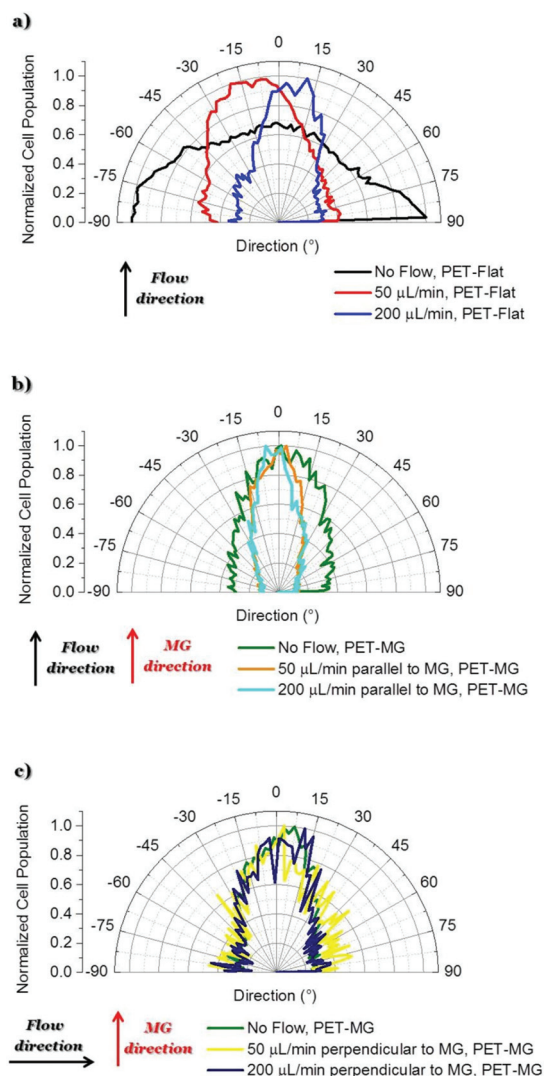 a)
0
-15
15
-30
30
-45
45
-60
60
-75
75
-90
90
1.0
0.8
0.6
0.4
0.2
0.0
Normalized Cell Population
Direction (°)
Flow
direction
No Flow, PET-Flat
50 μL/min, PET-Flat
200 μL/min, PET-Flat
b)
0
-15
15
-30
30
-45
45
-60
60
-75
75
-90
90
1.0
0.8
0.6
0.4
0.2
0.0
Normalized Cell Population
Direction (°)
Flow
direction
MG
direction
No Flow, PET-MG
50 μL/min parallel to MG, PET-MG
200 μL/min parallel to MG, PET-MG
c)
0
-15
15
-30
30
-45
45
-60
60
-75
75
-90
90
1.0
0.8
0.6
0.4
0.2
0.0
Normalized Cell Population
Direction (°)
Flow
direction
MG
direction
No Flow, PET-MG
50 μL/min perpendicular to MG, PET-MG
200 μL/min perpendicular to MG, PET-MG